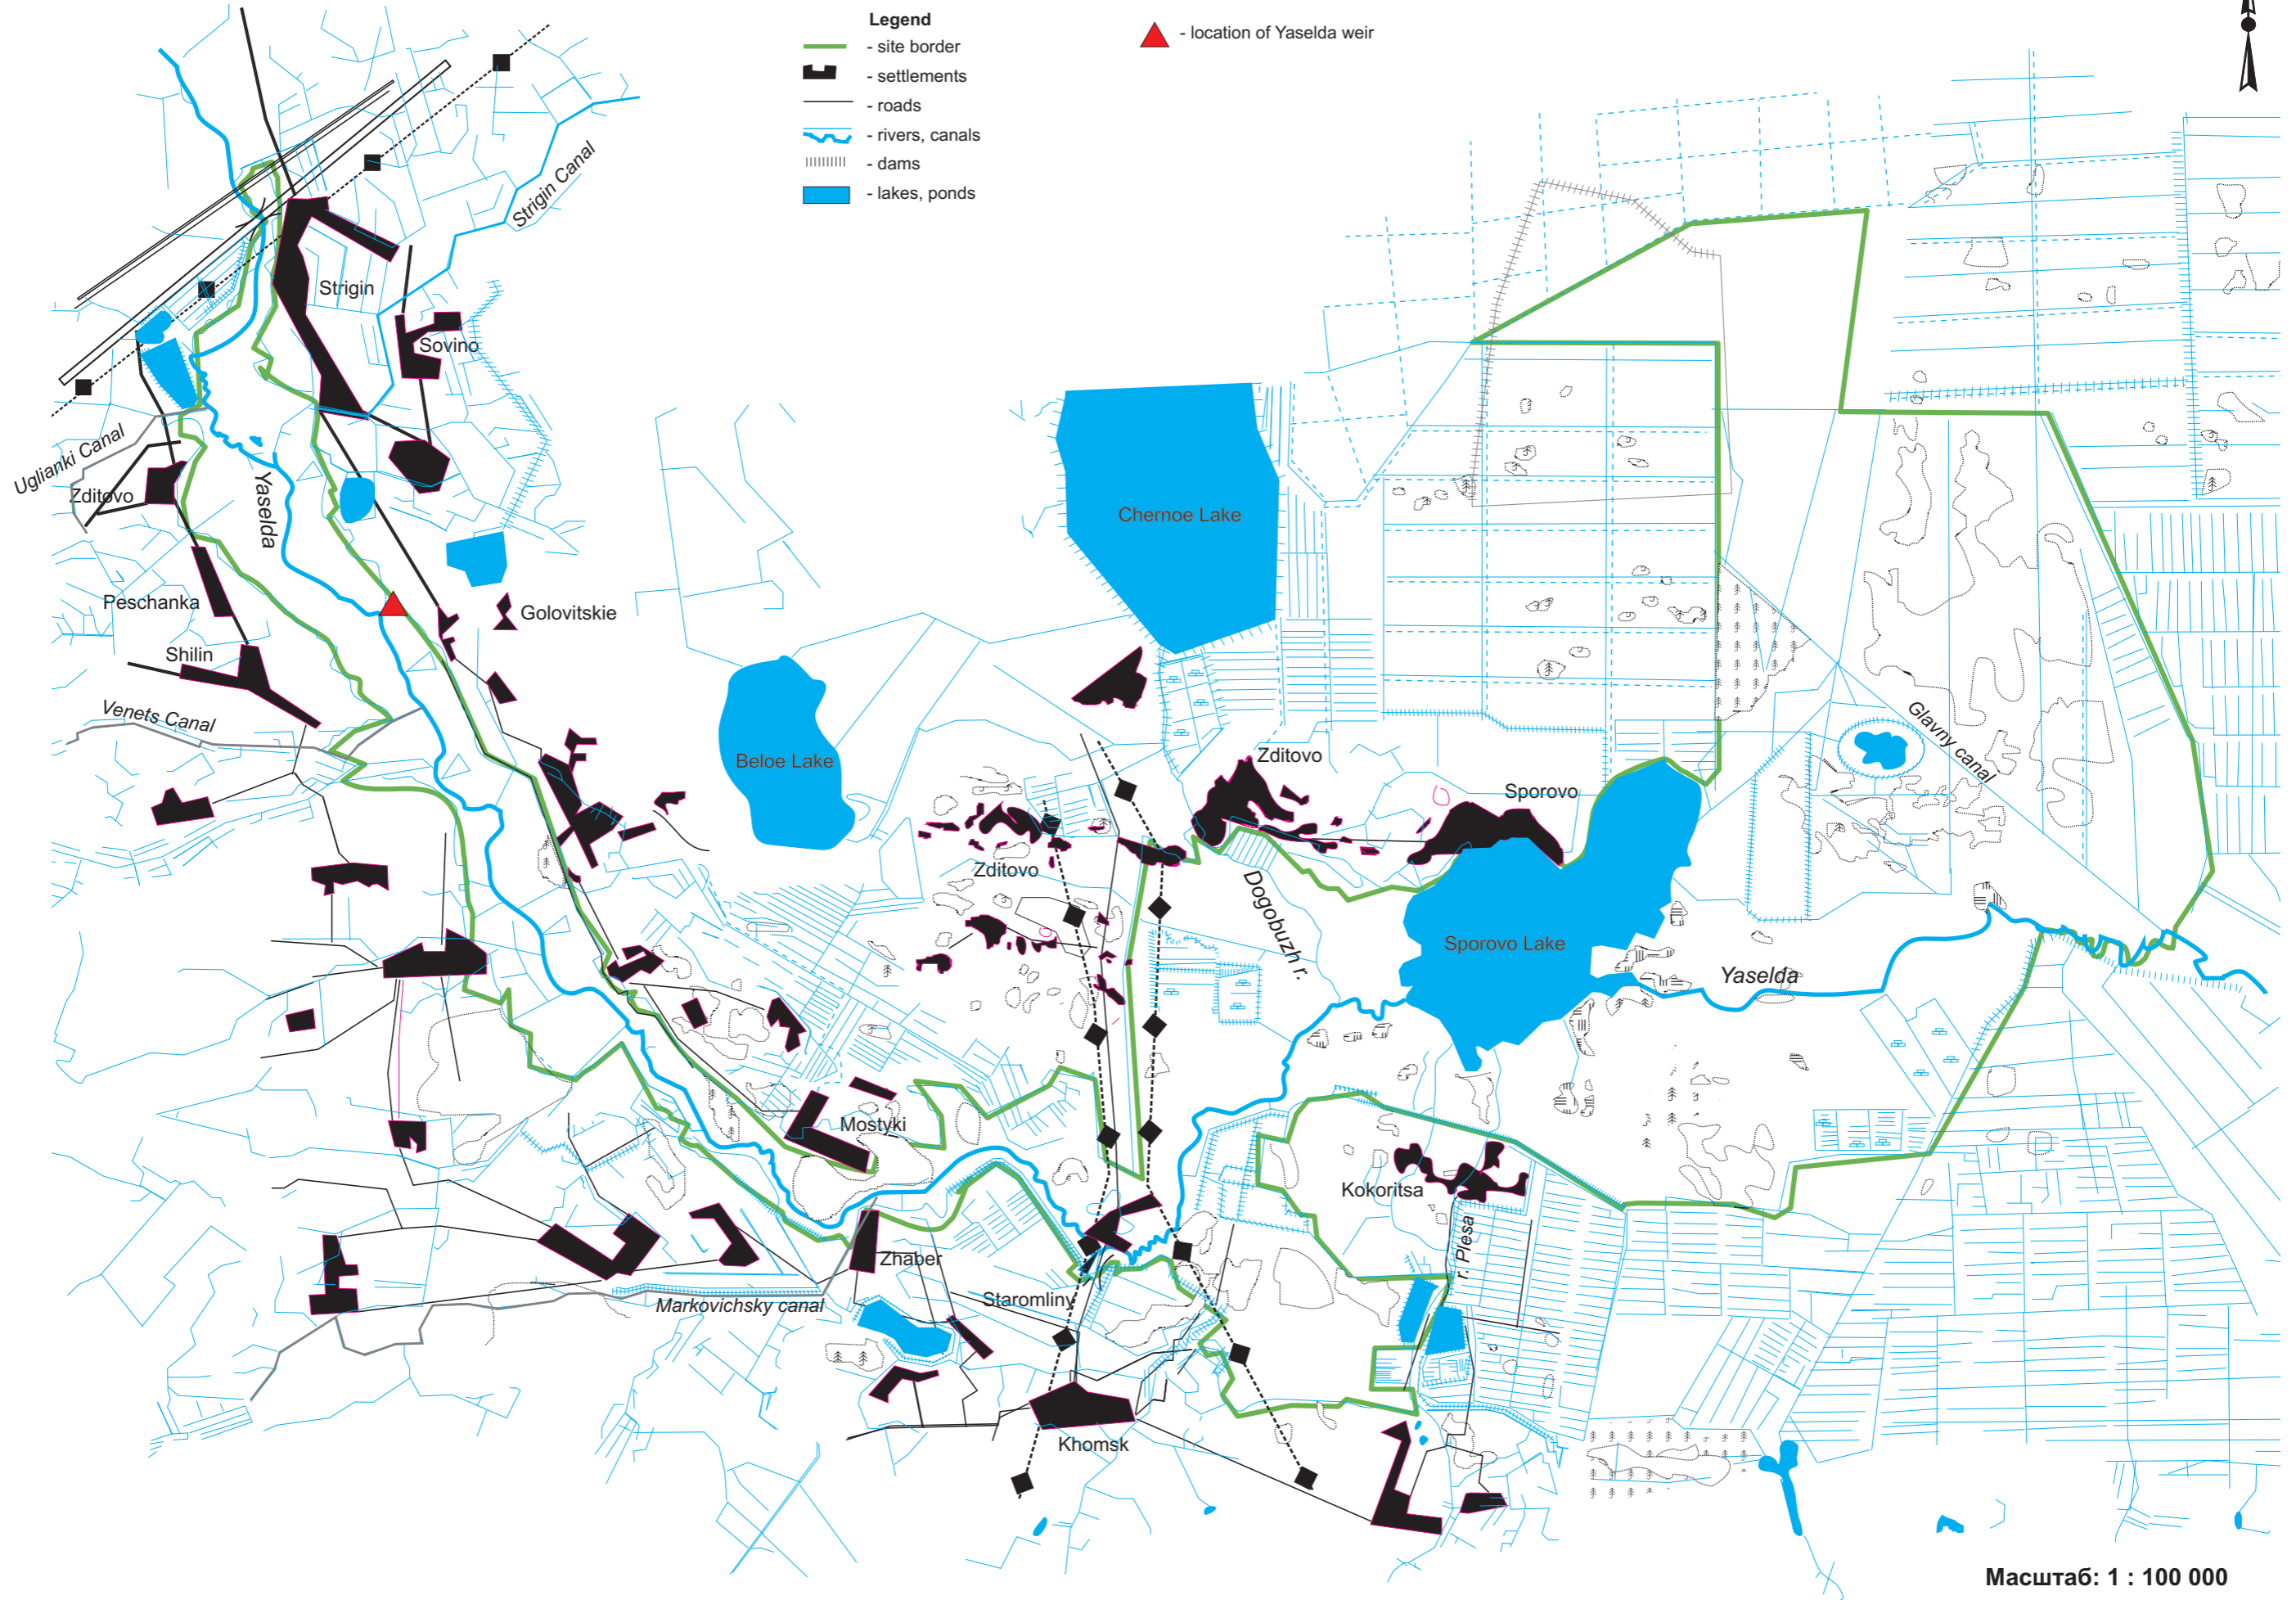 Legend
- site border
- settlements
- roads
- rivers, canals
- dams
- lakes, ponds
- location of Yaselda weir
Strigin Canal
Strigin
Sovino
Uglianki Canal
Zditovo
Yaselda
Chernoe Lake
Peschanka
Golovitskie
Shilin
Venets Canal
Beloe Lake
Glavny canal
Zditovo
Sporovo
Zditovo
Dogobuzh r.
Sporovo Lake
Yaselda
Mostyki
Kokoritsa
r. Plesa
Zhaber
Staromliny
Markovichsky canal
Khomsk
Масштаб: 1 : 100 000